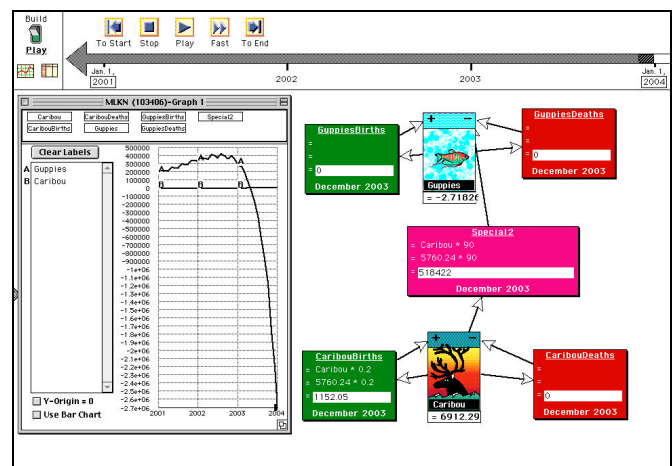 Build
Play
To Start Stop Play Fast To End
Jan. 1, 2001 2002 2003 Jan. 1, 2004
MLKN (103406)-Graph 1
Caribou CaribouDeaths GuppiesBirths Special2
CaribouBirths Guppies GuppiesDeaths
Clear Labels
A Guppies
B Caribou
500000
400000
300000
200000
100000
0
-100000
-200000
-300000
-400000
-500000
-600000
-700000
-800000
-900000
-1e+06
-1.1e+06
-1.2e+06
-1.3e+06
-1.4e+06
-1.5e+06
-1.6e+06
-1.7e+06
-1.8e+06
-1.9e+06
-2e+06
-2.1e+06
-2.2e+06
-2.3e+06
-2.4e+06
-2.5e+06
-2.6e+06
-2.7e+06
A A A
B B B
2001 2002 2003 2004
Y-Origin = 0
Use Bar Chart
GuppiesBirths
=
=
= 0
December 2003
+ -
Guppies
= -2.7182
GuppiesDeaths
=
=
= 0
December 2003
Special2
= Caribou * 90
= 5760.24 * 90
= 518422
December 2003
CaribouBirths
= Caribou * 0.2
= 5760.24 * 0.2
= 1152.05
December 2003
+ -
Caribou
= 6912.29
CaribouDeaths
=
=
= 0
December 2003